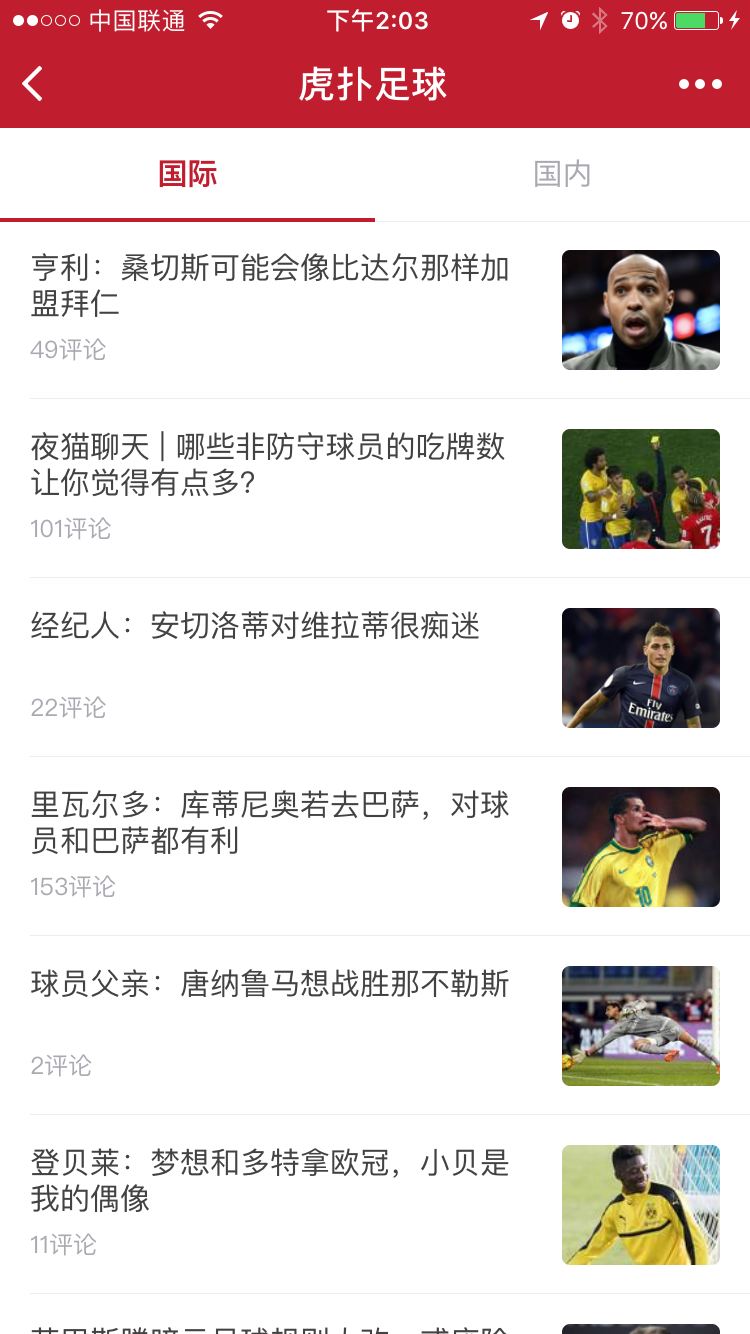 中国联通
下午2:03
70%
虎扑足球
国际
国内
亨利：桑切斯可能会像比达尔那样加
盟拜仁
49评论
夜猫聊天 | 哪些非防守球员的吃牌数
让你觉得有点多？
101评论
7
经纪人：安切洛蒂对维拉蒂很痴迷
22评论
Fly
Emirates
里瓦尔多：库蒂尼奥若去巴萨，对球
员和巴萨都有利
153评论
10
球员父亲：唐纳鲁马想战胜那不勒斯
2评论
登贝莱：梦想和多特拿欧冠，小贝是
我的偶像
11评论